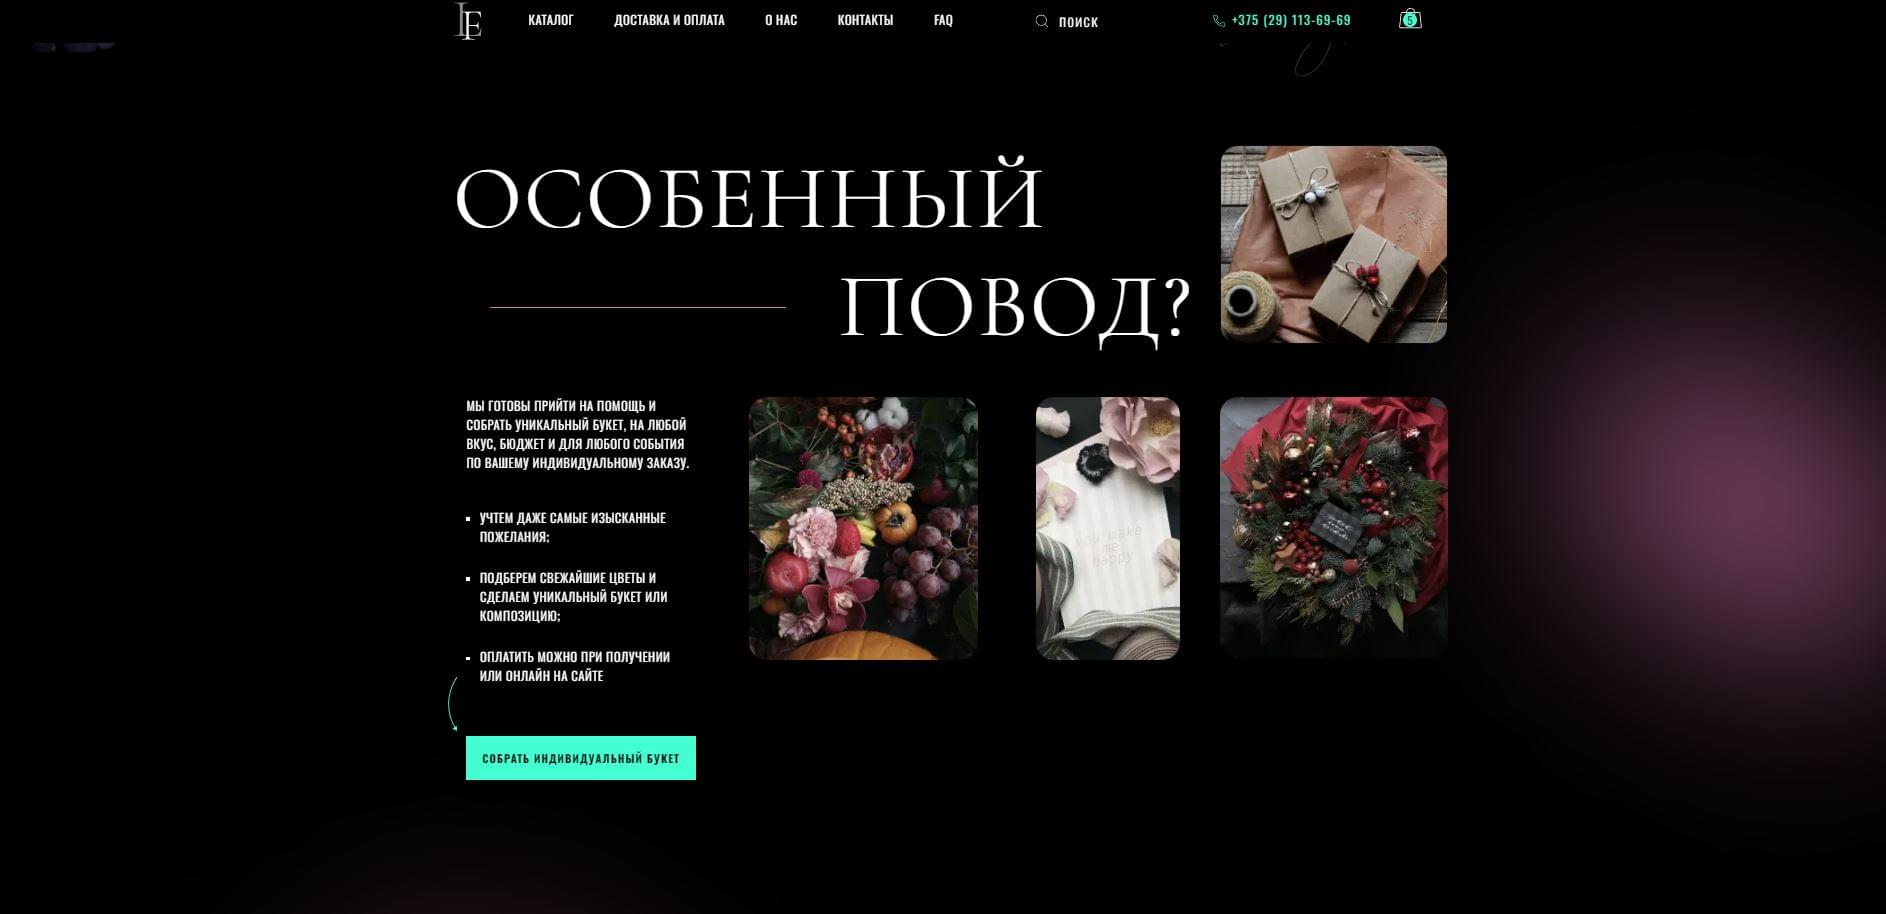 LE
КАТАЛОГ
ДОСТАВКА И ОПЛАТА
О НАС
КОНТАКТЫ
FAQ
ПОИСК
+375 (29) 113-69-69
5
ОСОБЕННЫЙ
ПОВОД?
МЫ ГОТОВЫ ПРИЙТИ НА ПОМОЩЬ И
СОБРАТЬ УНИКАЛЬНЫЙ БУКЕТ, НА ЛЮБОЙ
ВКУС, БЮДЖЕТ И ДЛЯ ЛЮБОГО СОБЫТИЯ
ПО ВАШЕМУ ИНДИВИДУАЛЬНОМУ ЗАКАЗУ.
УЧТЕМ ДАЖЕ САМЫЕ ИЗЫСКАННЫЕ
ПОЖЕЛАНИЯ;
ПОДБЕРЕМ СВЕЖАЙШИЕ ЦВЕТЫ И
СДЕЛАЕМ УНИКАЛЬНЫЙ БУКЕТ ИЛИ
КОМПОЗИЦИЮ;
ОПЛАТИТЬ МОЖНО ПРИ ПОЛУЧЕНИИ
ИЛИ ОНЛАЙН НА САЙТЕ
you make
me
happy
СОБРАТЬ ИНДИВИДУАЛЬНЫЙ БУКЕТ